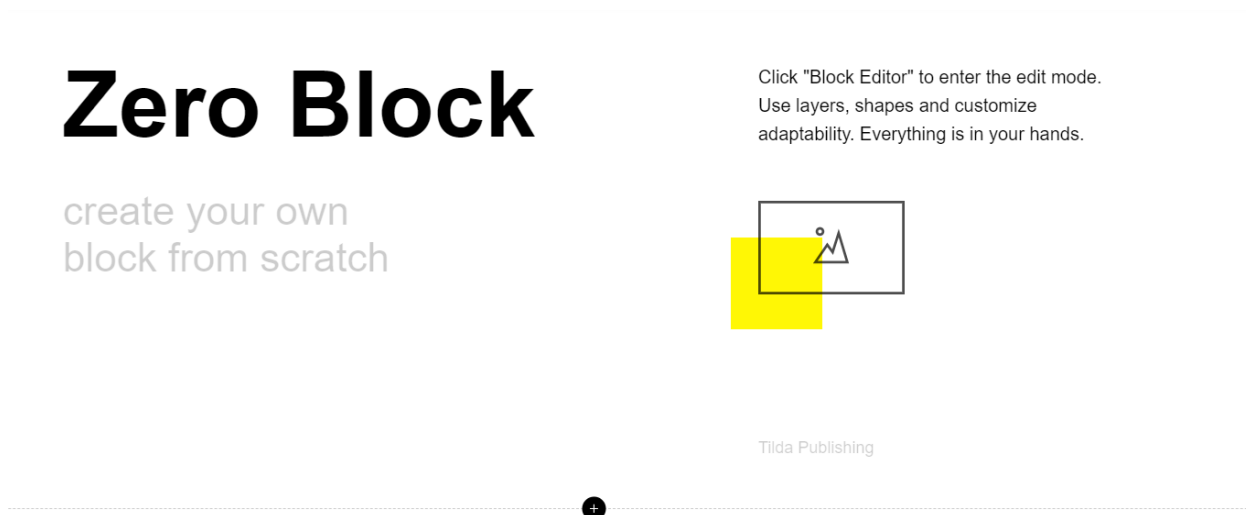 Zero Block
create your own
block from scratch
Click "Block Editor" to enter the edit mode.
Use layers, shapes and customize
adaptability. Everything is in your hands.
Tilda Publishing
+